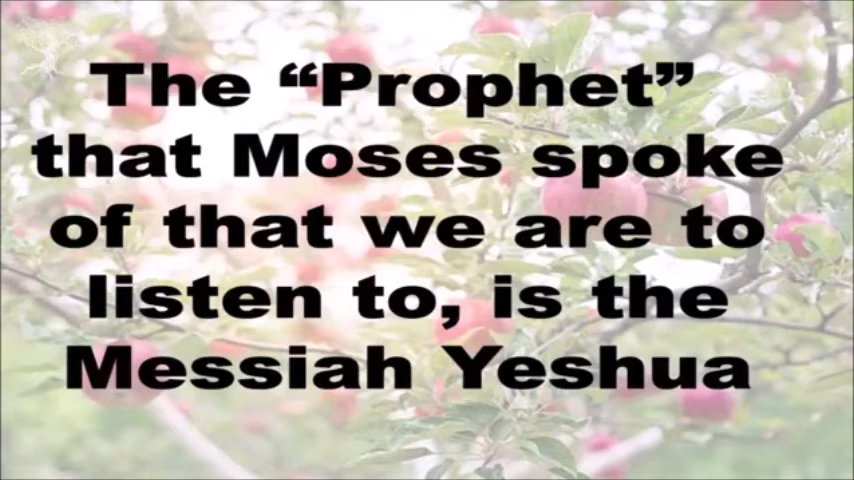 The “Prophet”
that Moses spoke
of that we are to
listen to, is the
Messiah Yeshua